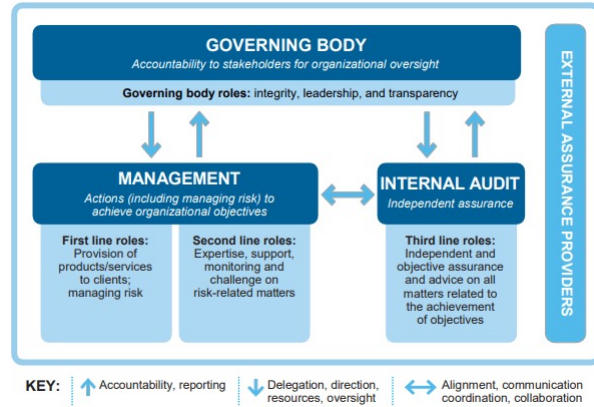 GOVERNING BODY
Accountability to stakeholders for organizational oversight
Governing body roles: integrity, leadership, and transparency
MANAGEMENT
Actions (including managing risk) to
achieve organizational objectives
INTERNAL AUDIT
Independent assurance
First line roles:
Provision of
products/services
to clients;
managing risk
Second line roles:
Expertise, support,
monitoring and
challenge on
risk-related matters
Third line roles:
Independent and
objective assurance
and advice on all
matters related to
the achievement
of objectives
EXTERNAL ASSURANCE PROVIDERS
KEY:
Accountability, reporting
Delegation, direction,
resources, oversight
Alignment, communication
coordination, collaboration